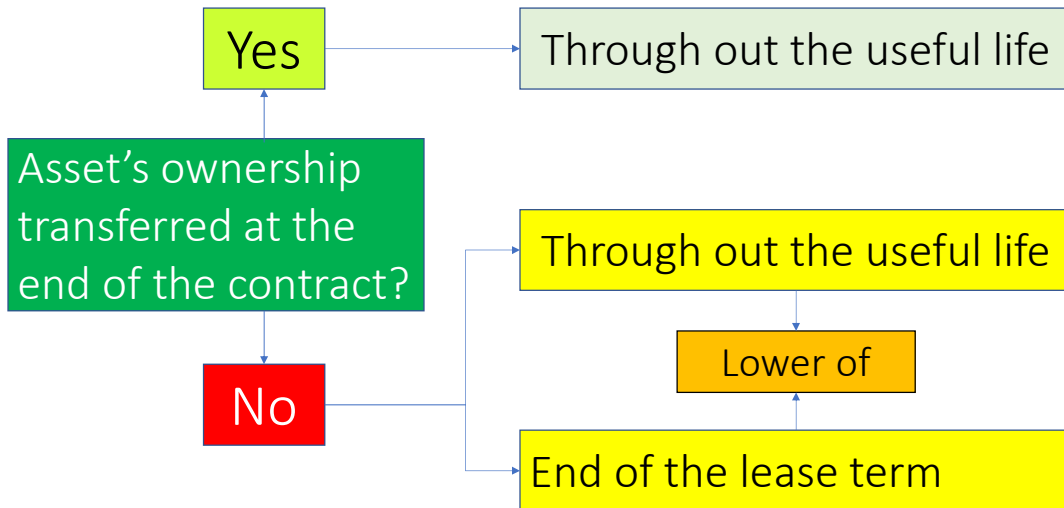 Yes
Through out the useful life
Asset’s ownership
transferred at the
end of the contract?
Through out the useful life
Lower of
No
End of the lease term